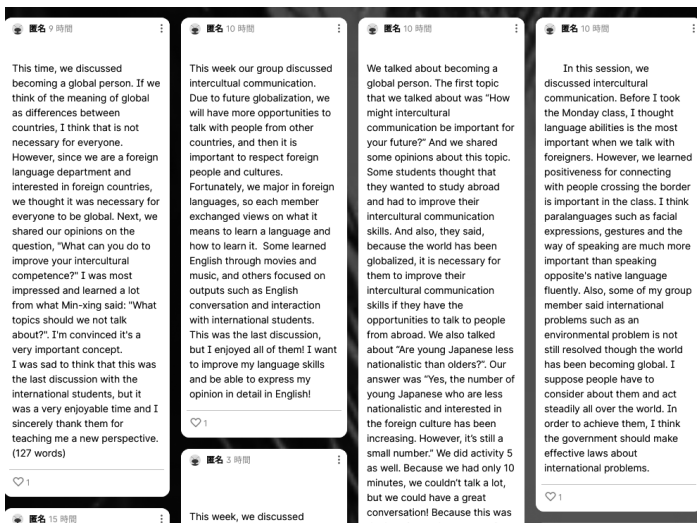 匿名 9 時間
This time, we discussed
becoming a global person. If we
think of the meaning of global
as differences between
countries, I think that is not
necessary for everyone.
However, since we are a foreign
language department and
interested in foreign countries,
we thought it was necessary for
everyone to be global. Next, we
shared our opinions on the
question, "What can you do to
improve your intercultural
competence?" I was most
impressed and learned a lot
from what Min-xing said: "What
topics should we not talk
about?". I'm convinced it's a
very important concept.
I was sad to think that this was
the last discussion with the
international students, but it
was a very enjoyable time and I
sincerely thank them for
teaching me a new perspective.
(127 words)
1
匿名 15 時間
匿名 10 時間
This week our group discussed
intercultual communication.
Due to future globalization, we
will have more opportunities to
talk with people from other
countries, and then it is
important to respect foreign
people and cultures.
Fortunately, we major in foreign
languages, so each member
exchanged views on what it
means to learn a language and
how to learn it.  Some learned
English through movies and
music, and others focused on
outputs such as English
conversation and interaction
with international students.
This was the last discussion,
but I enjoyed all of them! I want
to improve my language skills
and be able to express my
opinion in detail in English!
1
匿名 3 時間
This week, we discussed
匿名 10 時間
We talked about becoming a
global person. The first topic
that we talked about was "How
might intercultural
communication be important for
your future?" And we shared
some opinions about this topic.
Some students thought that
they wanted to study abroad
and had to improve their
intercultural communication
skills. And also, they said,
because the world has been
globalized, it is necessary for
them to improve their
intercultural communication
skills if they have the
opportunities to talk to people
from abroad. We also talked
about "Are young Japanese less
nationalistic than olders?". Our
answer was "Yes, the number of
young Japanese who are less
nationalistic and interested in
the foreign culture has been
increasing. However, it's still a
small number." We did activity 5
as well. Because we had only 10
minutes, we couldn't talk a lot,
but we could have a great
conversation! Because this was
匿名 10 時間
In this session, we
discussed intercultural
communication. Before I took
the Monday class, I thought
language abilities is the most
important when we talk with
foreigners. However, we learned
positiveness for connecting
with people crossing the border
is important in the class. I think
paralanguages such as facial
expressions, gestures and the
way of speaking are much more
important than speaking
opposite's native language
fluently. Also, some of my group
member said international
problems such as an
environmental problem is not
still resolved though the world
has been becoming global. I
suppose people have to
consider about them and act
steadily all over the world. In
order to achieve them, I think
the government should make
effective laws about
international problems.
1